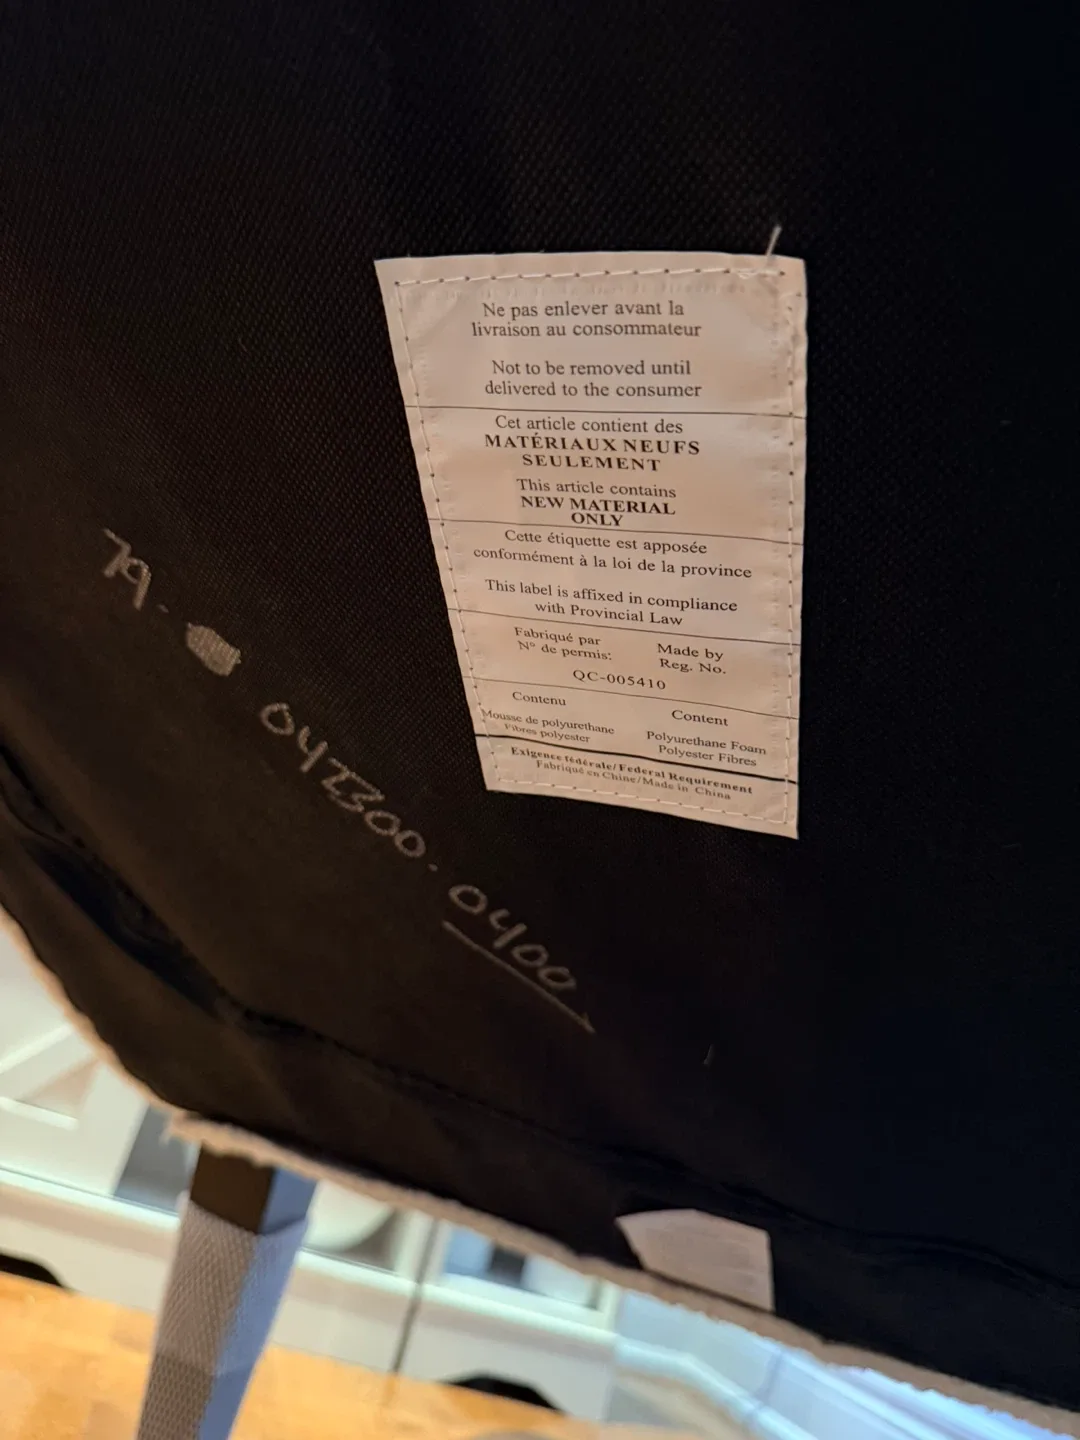 Ne pas enlever avant la
livraison au consommateur
Not to be removed until
delivered to the consumer
Cet article contient des
MATÉRIAUX NEUFS
SEULEMENT
This article contains
NEW MATERIAL
ONLY
Cette étiquette est apposée
conformément à la loi de la province
This label is affixed in compliance
with Provincial Law
Fabriqué par
N° de permis:
Made by
Reg. No.
QC-005410
Contenu
Mousse de polyurethane
Fibres polyester
Content
Polyurethane Foam
Polyester Fibres
Exigence fédérale/Federal Requirement
Fabriqué en Chine/Made in China
79.
042300.0400